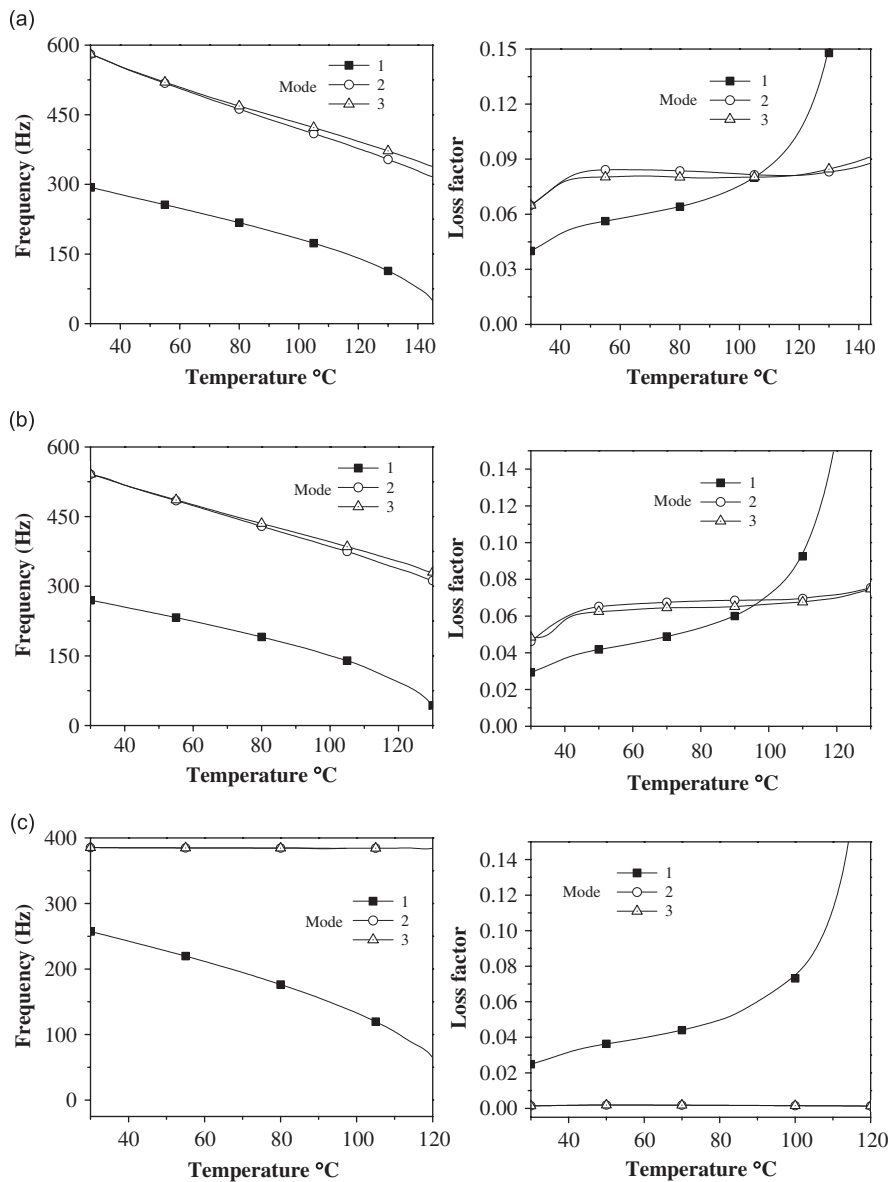 (a)
600
450
300
150
0
Frequency (Hz)
40 60 80 100 120 140
Temperature °C
Mode
1
2
3
0.15
0.12
0.09
0.06
0.03
0.00
Loss factor
40 60 80 100 120 140
Temperature °C
Mode
1
2
3
(b)
600
450
300
150
0
Frequency (Hz)
40 60 80 100 120
Temperature °C
Mode
1
2
3
0.14
0.12
0.10
0.08
0.06
0.04
0.02
0.00
Loss factor
40 60 80 100 120
Temperature °C
Mode
1
2
3
(c)
400
300
200
100
0
Frequency (Hz)
40 60 80 100 120
Temperature °C
Mode
1
2
3
0.14
0.12
0.10
0.08
0.06
0.04
0.02
0.00
Loss factor
40 60 80 100 120
Temperature °C
Mode
1
2
3